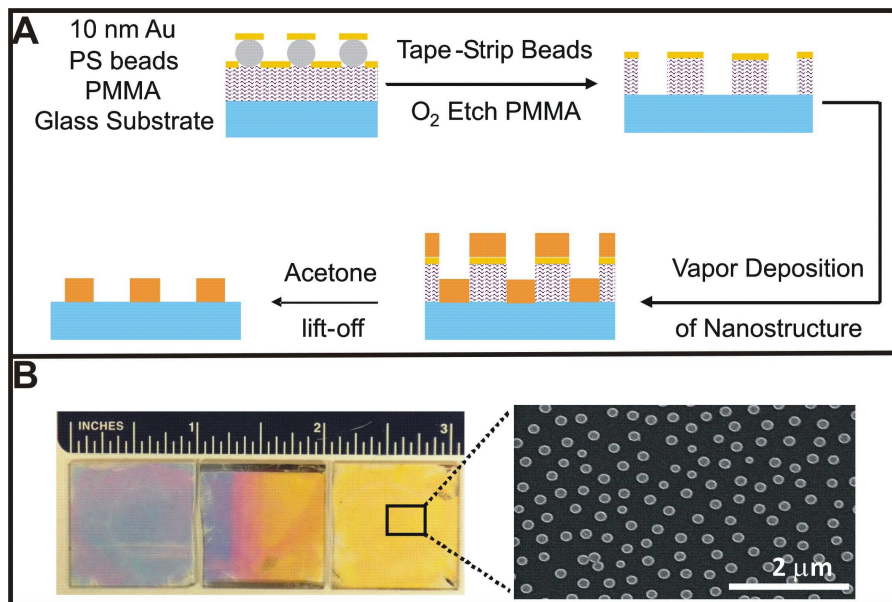 A
10 nm Au
PS beads
PMMA
Glass Substrate
Tape-Strip Beads
O₂ Etch PMMA
Vapor Deposition
of Nanostructure
Acetone
lift-off
B
INCHES 1 2 3
2 μm